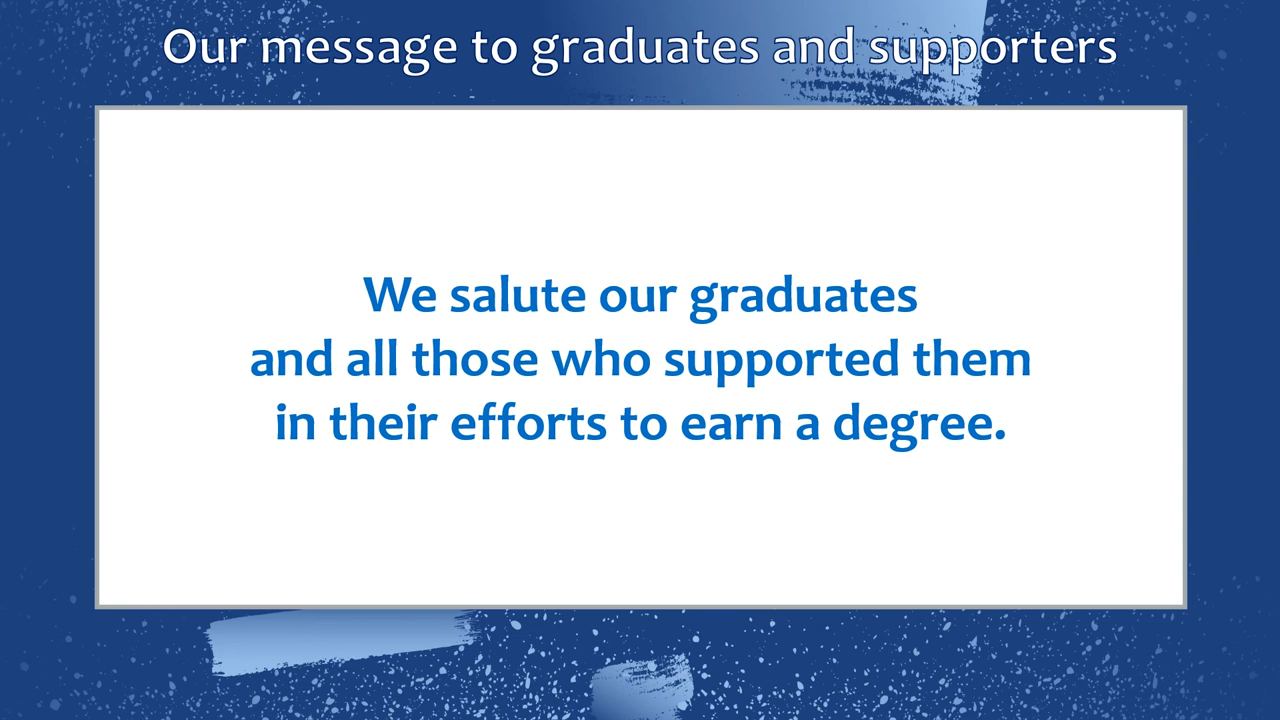 Our message to graduates and supporters
We salute our graduates
and all those who supported them
in their efforts to earn a degree.